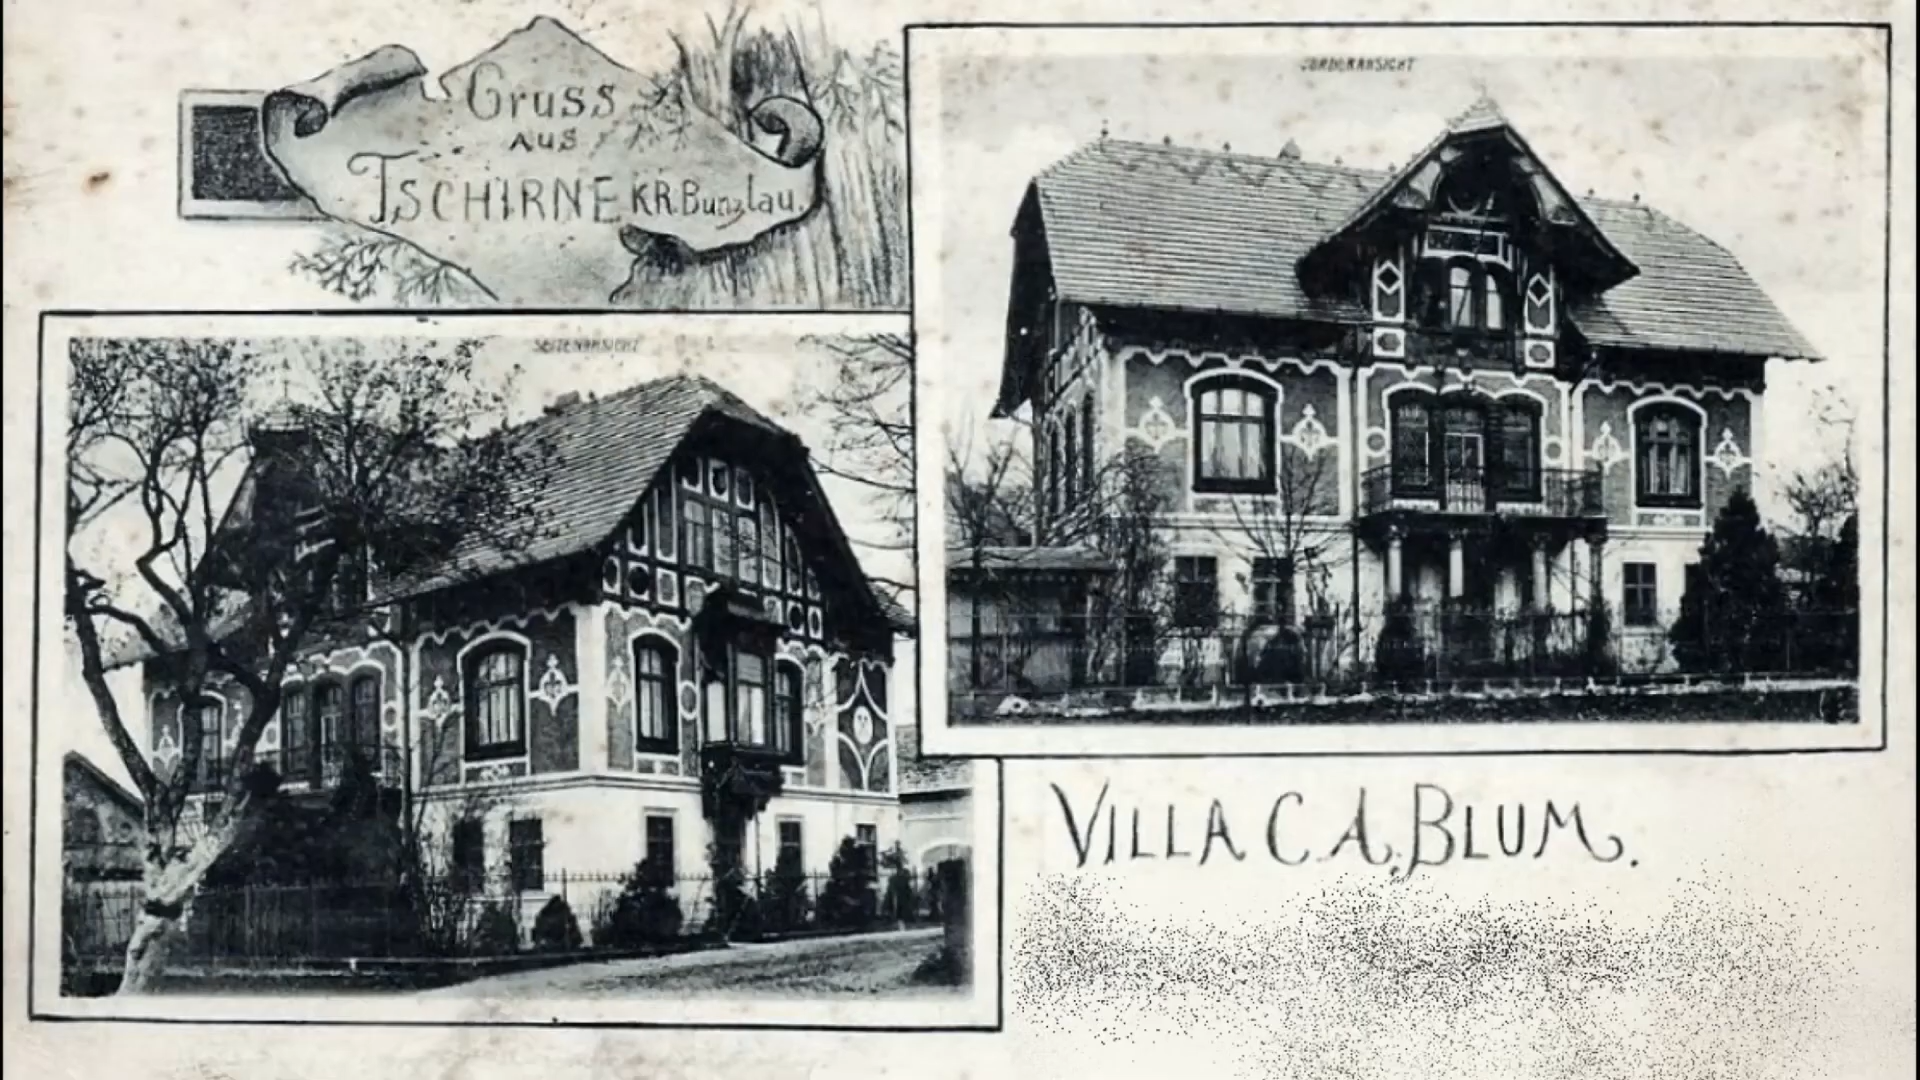 Gruss
AUS
TSCHIRNE KR. Bunzlau.
VORDERANSICHT
SEITENANSICHT
VILLA C. A. BLUM.